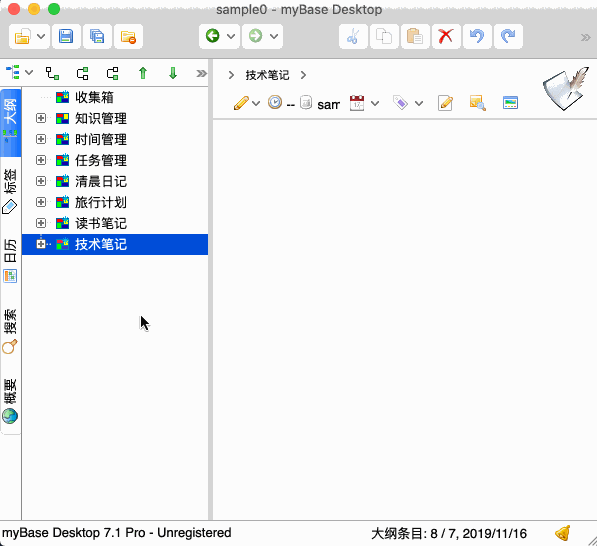 sample0 - myBase Desktop
大纲
标签
日历
搜索
概要
收集箱
知识管理
时间管理
任务管理
清晨日记
旅行计划
读书笔记
技术笔记
技术笔记
-- sam
myBase Desktop 7.1 Pro - Unregistered
大纲条目: 8 / 7, 2019/11/16